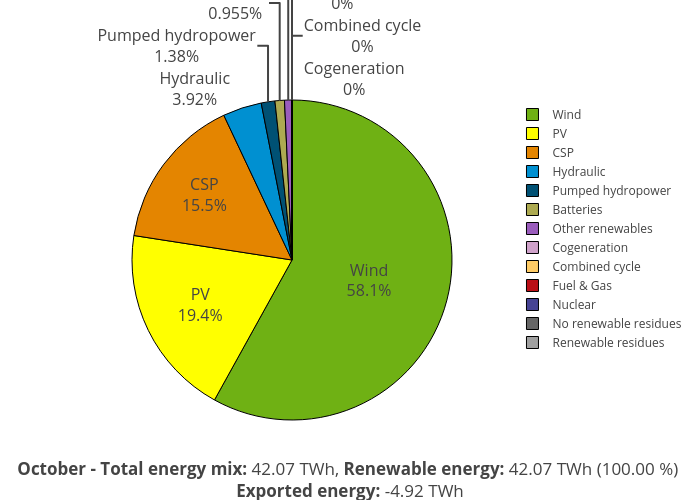 0%
0.955%
Combined cycle
0%
Pumped hydropower
1.38%
Cogeneration
0%
Hydraulic
3.92%
CSP
15.5%
Wind
58.1%
PV
19.4%
Wind
PV
CSP
Hydraulic
Pumped hydropower
Batteries
Other renewables
Cogeneration
Combined cycle
Fuel & Gas
Nuclear
No renewable residues
Renewable residues
October - Total energy mix: 42.07 TWh, Renewable energy: 42.07 TWh (100.00 %)
Exported energy: -4.92 TWh